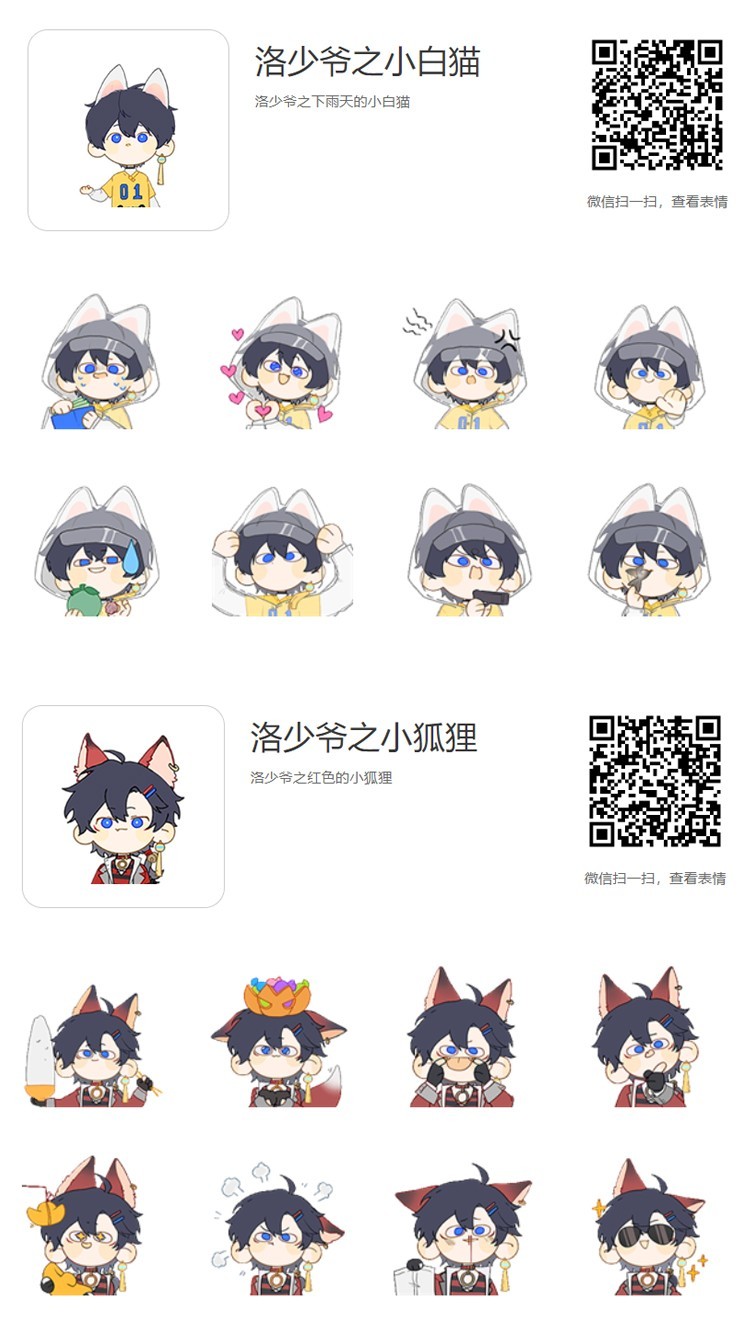 洛少爷之小白猫
洛少爷之下雨天的小白猫
微信扫一扫，查看表情
01
洛少爷之小狐狸
洛少爷之红色的小狐狸
微信扫一扫，查看表情